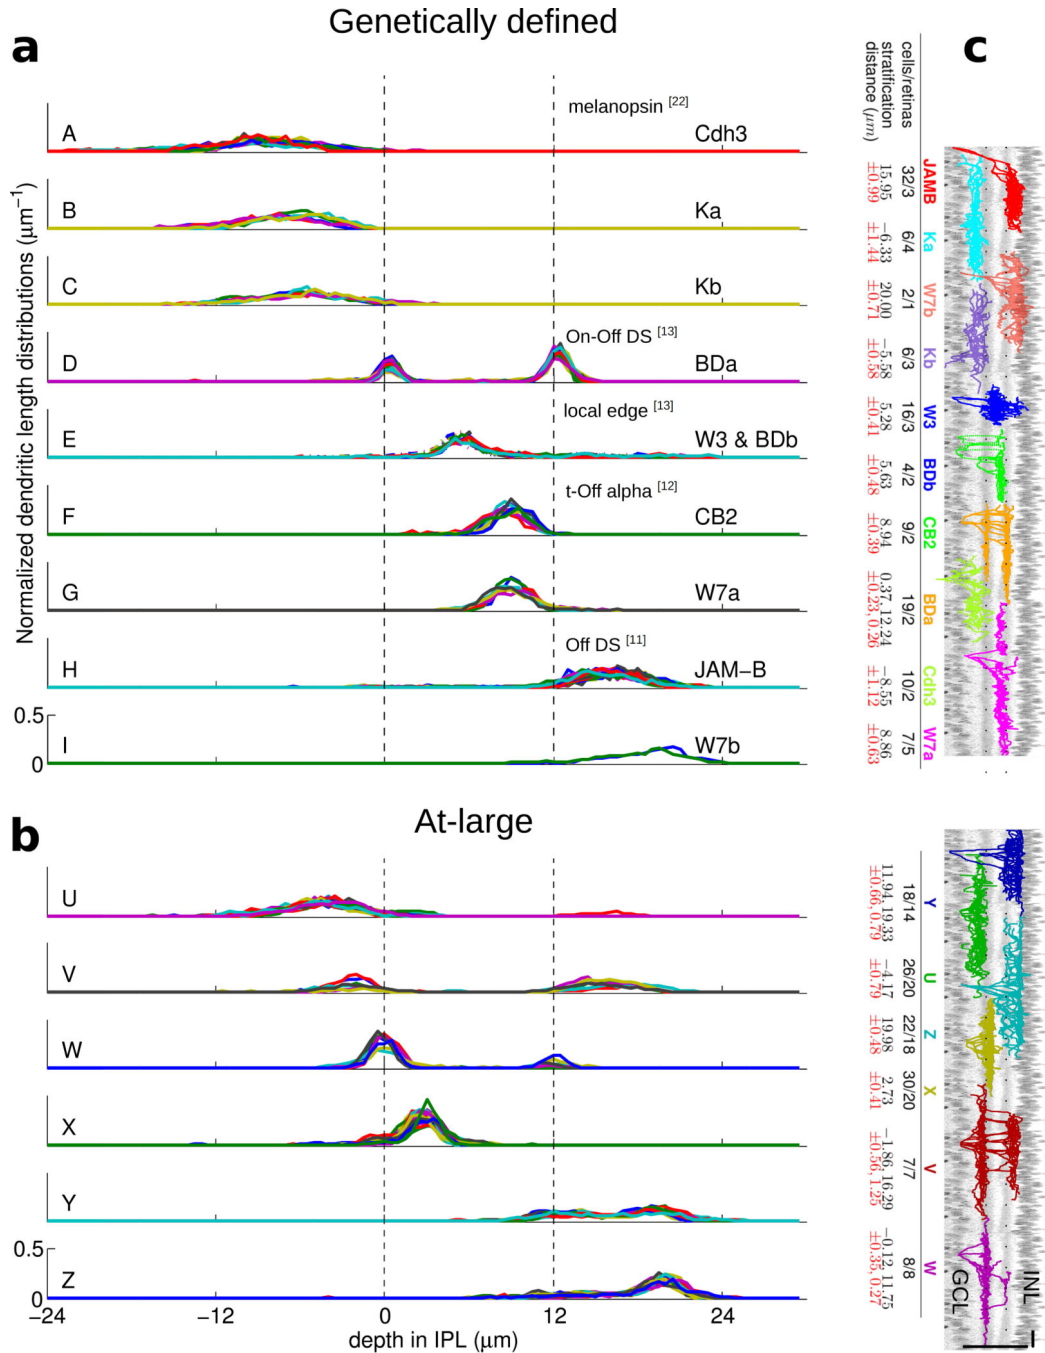 Genetically defined
a
c
Normalized dendritic length distributions (μm⁻¹)
A
melanopsin [22]
Cdh3
B
Ka
C
Kb
D
On-Off DS [13]
BDa
E
local edge [13]
W3 & BDb
F
t-Off alpha [12]
CB2
G
W7a
H
Off DS [11]
JAM−B
0.5
I
W7b
0
cells/retinas
stratification
distance (μm)
JAMB
32/3
15.95
±0.99
Ka
6/4
−6.33
±1.44
W7b
2/1
20.00
±0.71
Kb
6/3
−5.58
±0.58
W3
16/3
5.28
±0.41
BDb
4/2
5.63
±0.48
CB2
9/2
8.94
±0.39
BDa
19/2
0.37, 12.24
±0.23, 0.26
Cdh3
10/2
−8.55
±1.12
W7a
7/5
8.86
±0.63
At-large
b
U
V
W
X
Y
0.5
Z
0
−24
−12
0
12
24
depth in IPL (μm)
Y
18/14
11.94, 19.33
±0.66, 0.79
U
26/20
−4.17
±0.79
Z
22/18
19.98
±0.48
X
30/20
2.73
±0.41
V
7/7
−1.86, 16.29
±0.56, 1.25
W
8/8
−0.12, 11.75
±0.35, 0.27
INL
GCL